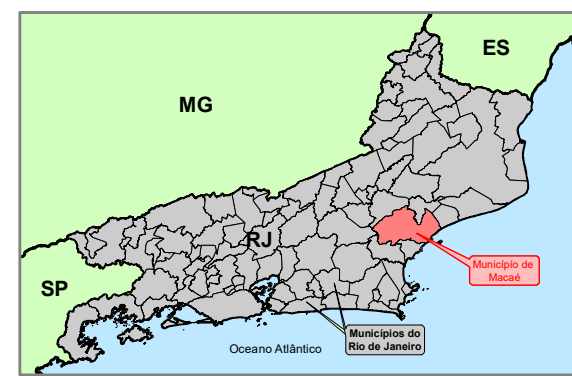 ES
MG
RJ
Município de
Macaé
SP
Municípios do
Rio de Janeiro
Oceano Atlântico